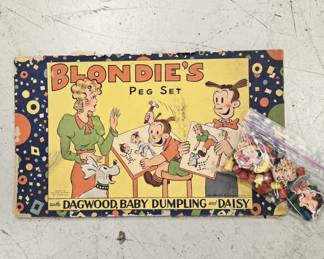 BLONDIE'S
PEG SET
with DAGWOOD, BABY DUMPLING and DAISY